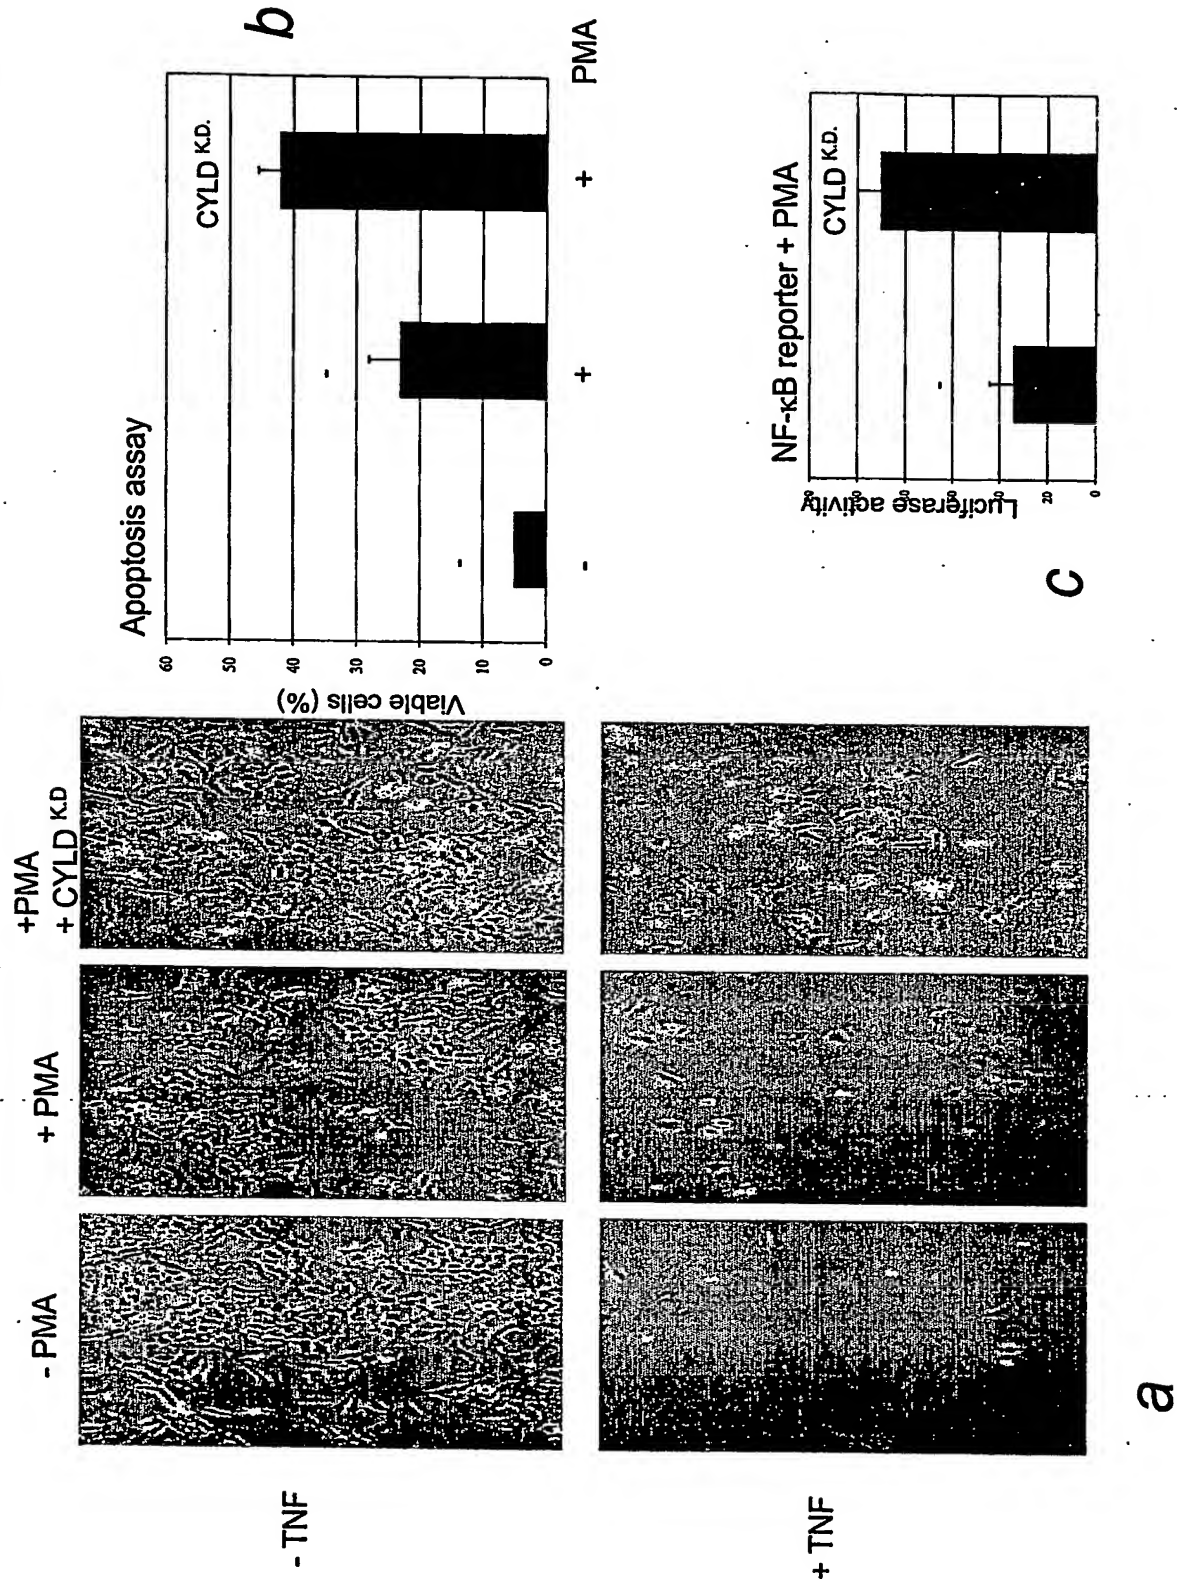 - PMA
+ PMA
+PMA
+ CYLD K.D
- TNF
+ TNF
a
Apoptosis assay
Viable cells (%)
60
50
40
30
20
10
0
-
-
CYLD K.D.
-
+
+
PMA
b
NF-κB reporter + PMA
Luciferase activity
20
0
-
CYLD K.D.
c